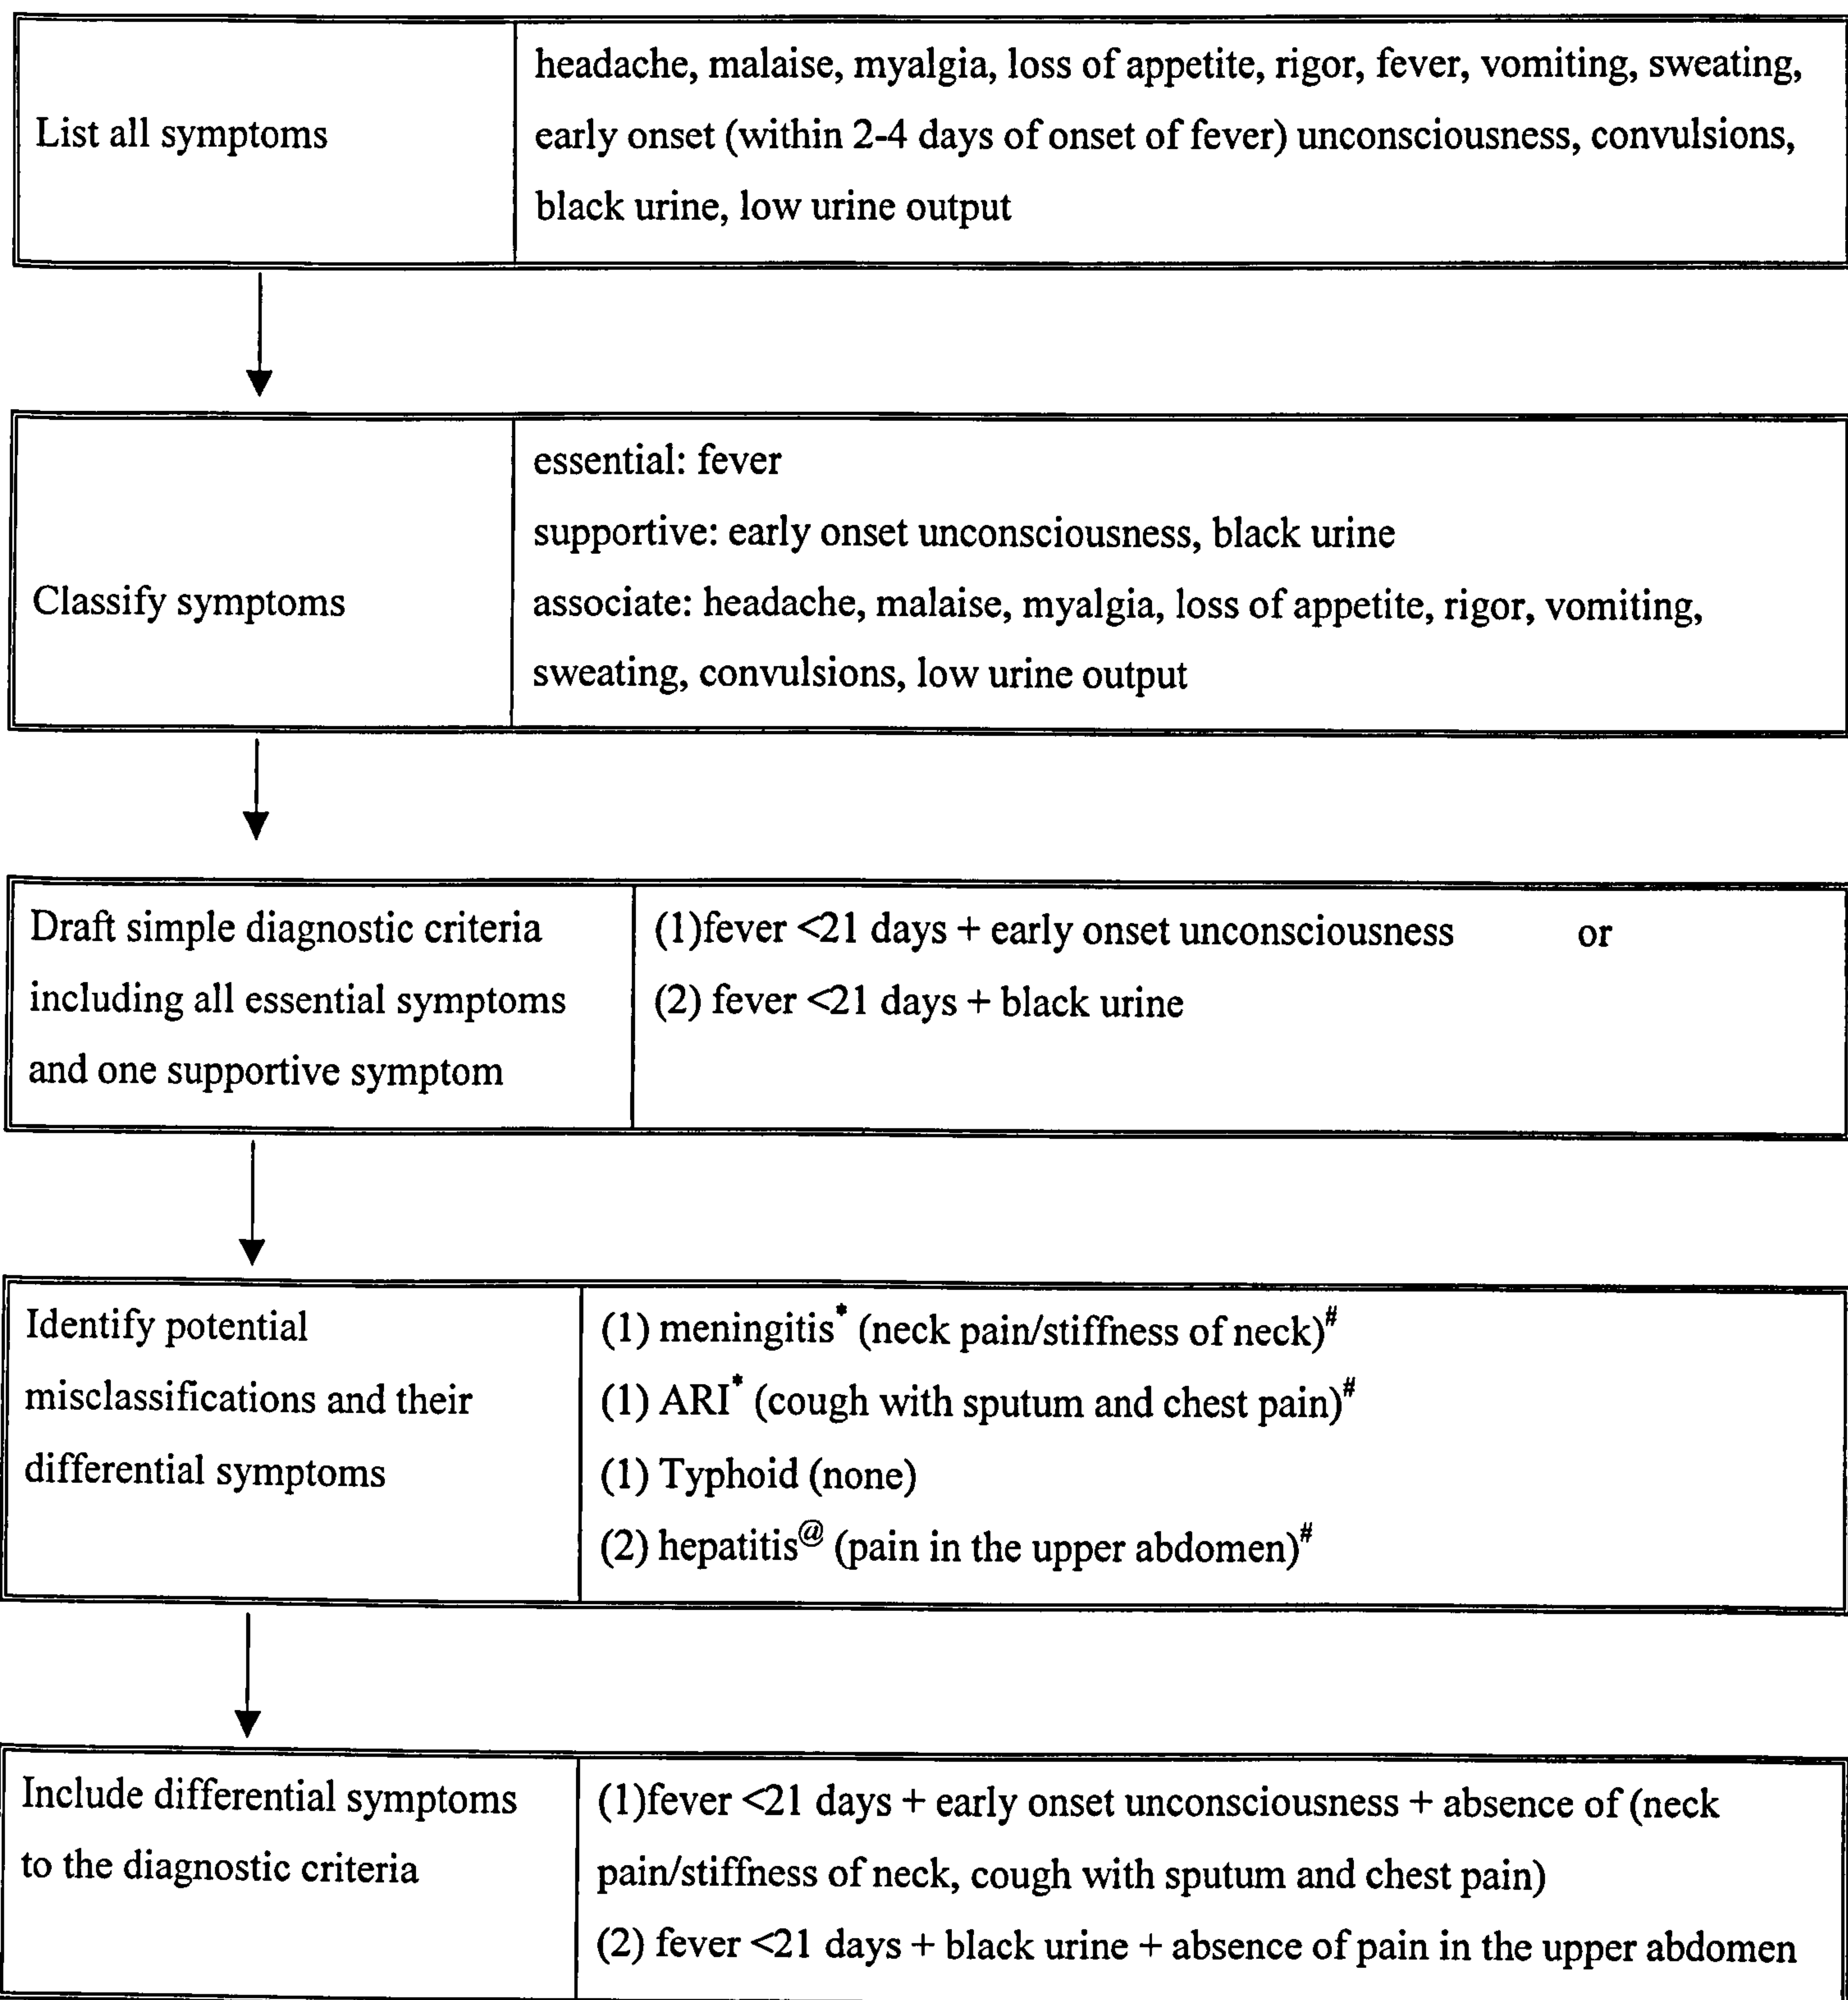 List all symptoms
headache, malaise, myalgia, loss of appetite, rigor, fever, vomiting, sweating,
early onset (within 2-4 days of onset of fever) unconsciousness, convulsions,
black urine, low urine output
Classify symptoms
essential: fever
supportive: early onset unconsciousness, black urine
associate: headache, malaise, myalgia, loss of appetite, rigor, vomiting,
sweating, convulsions, low urine output
Draft simple diagnostic criteria
including all essential symptoms
and one supportive symptom
(1)fever <21 days + early onset unconsciousness or
(2) fever <21 days + black urine
Identify potential
misclassifications and their
differential symptoms
(1) meningitis* (neck pain/stiffness of neck)#
(1) ARI* (cough with sputum and chest pain)#
(1) Typhoid (none)
(2) hepatitis@ (pain in the upper abdomen)#
Include differential symptoms
to the diagnostic criteria
(1)fever <21 days + early onset unconsciousness + absence of (neck
pain/stiffness of neck, cough with sputum and chest pain)
(2) fever <21 days + black urine + absence of pain in the upper abdomen